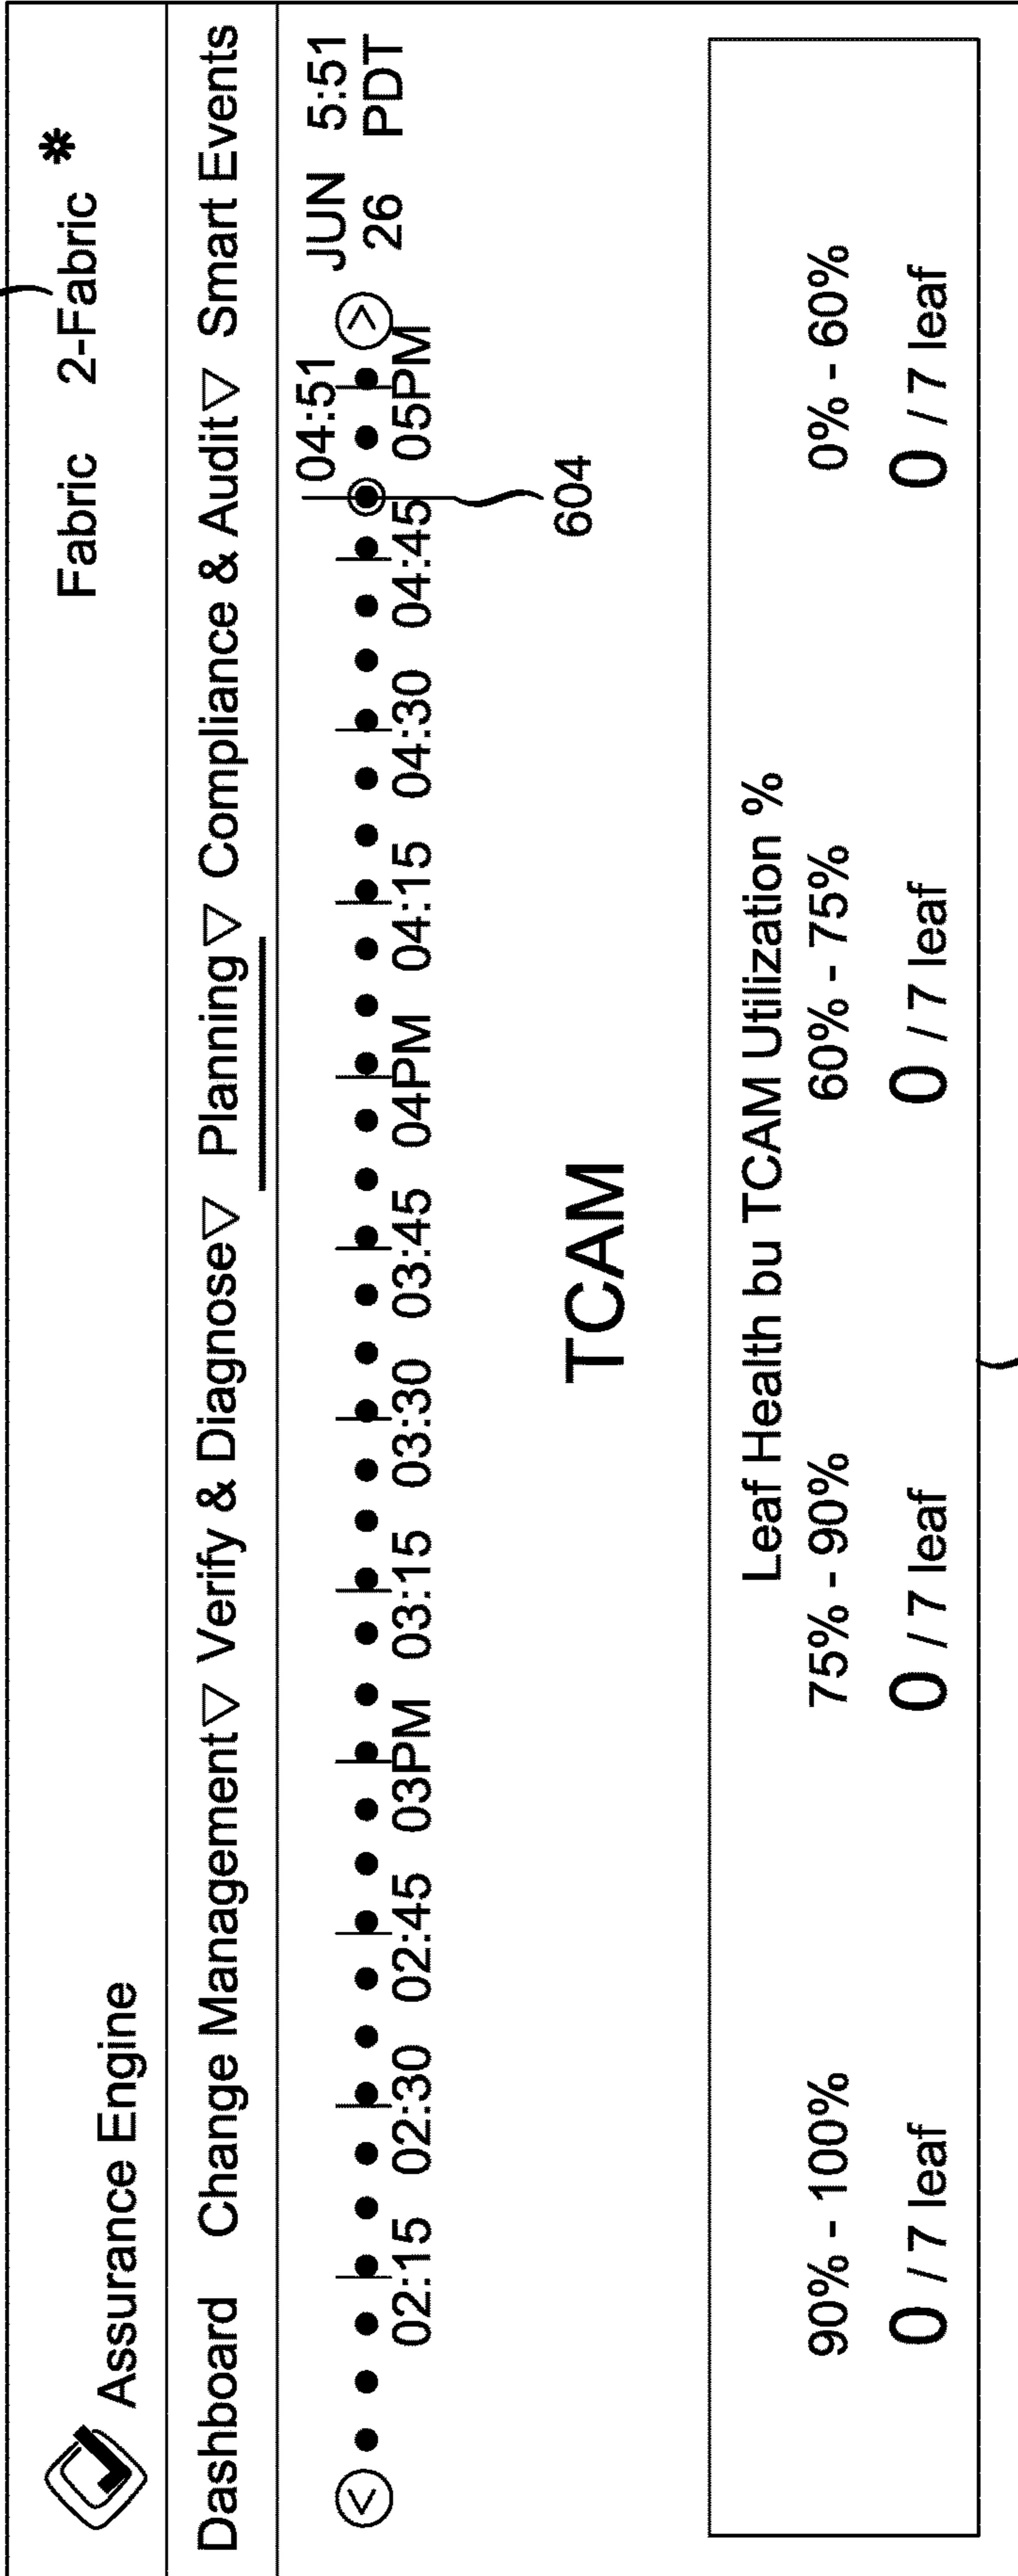 Assurance Engine
Fabric 2-Fabric *
Dashboard Change Management▽ Verify & Diagnose▽ Planning▽ Compliance & Audit▽ Smart Events
04:51
JUN 5:51
26 PDT
< >
02:15 02:30 02:45 03PM 03:15 03:30 03:45 04PM 04:15 04:30 04:45 05PM
604
TCAM
Leaf Health bu TCAM Utilization %
90% - 100% 75% - 90% 60% - 75% 0% - 60%
0 / 7 leaf 0 / 7 leaf 0 / 7 leaf 0 / 7 leaf